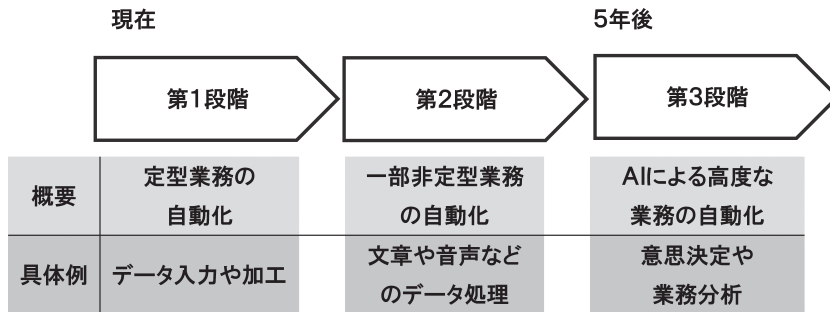 現在
5年後
第1段階
第2段階
第3段階
概要
定型業務の
自動化
一部非定型業務
の自動化
AIによる高度な
業務の自動化
具体例
データ入力や加工
文章や音声など
のデータ処理
意思決定や
業務分析